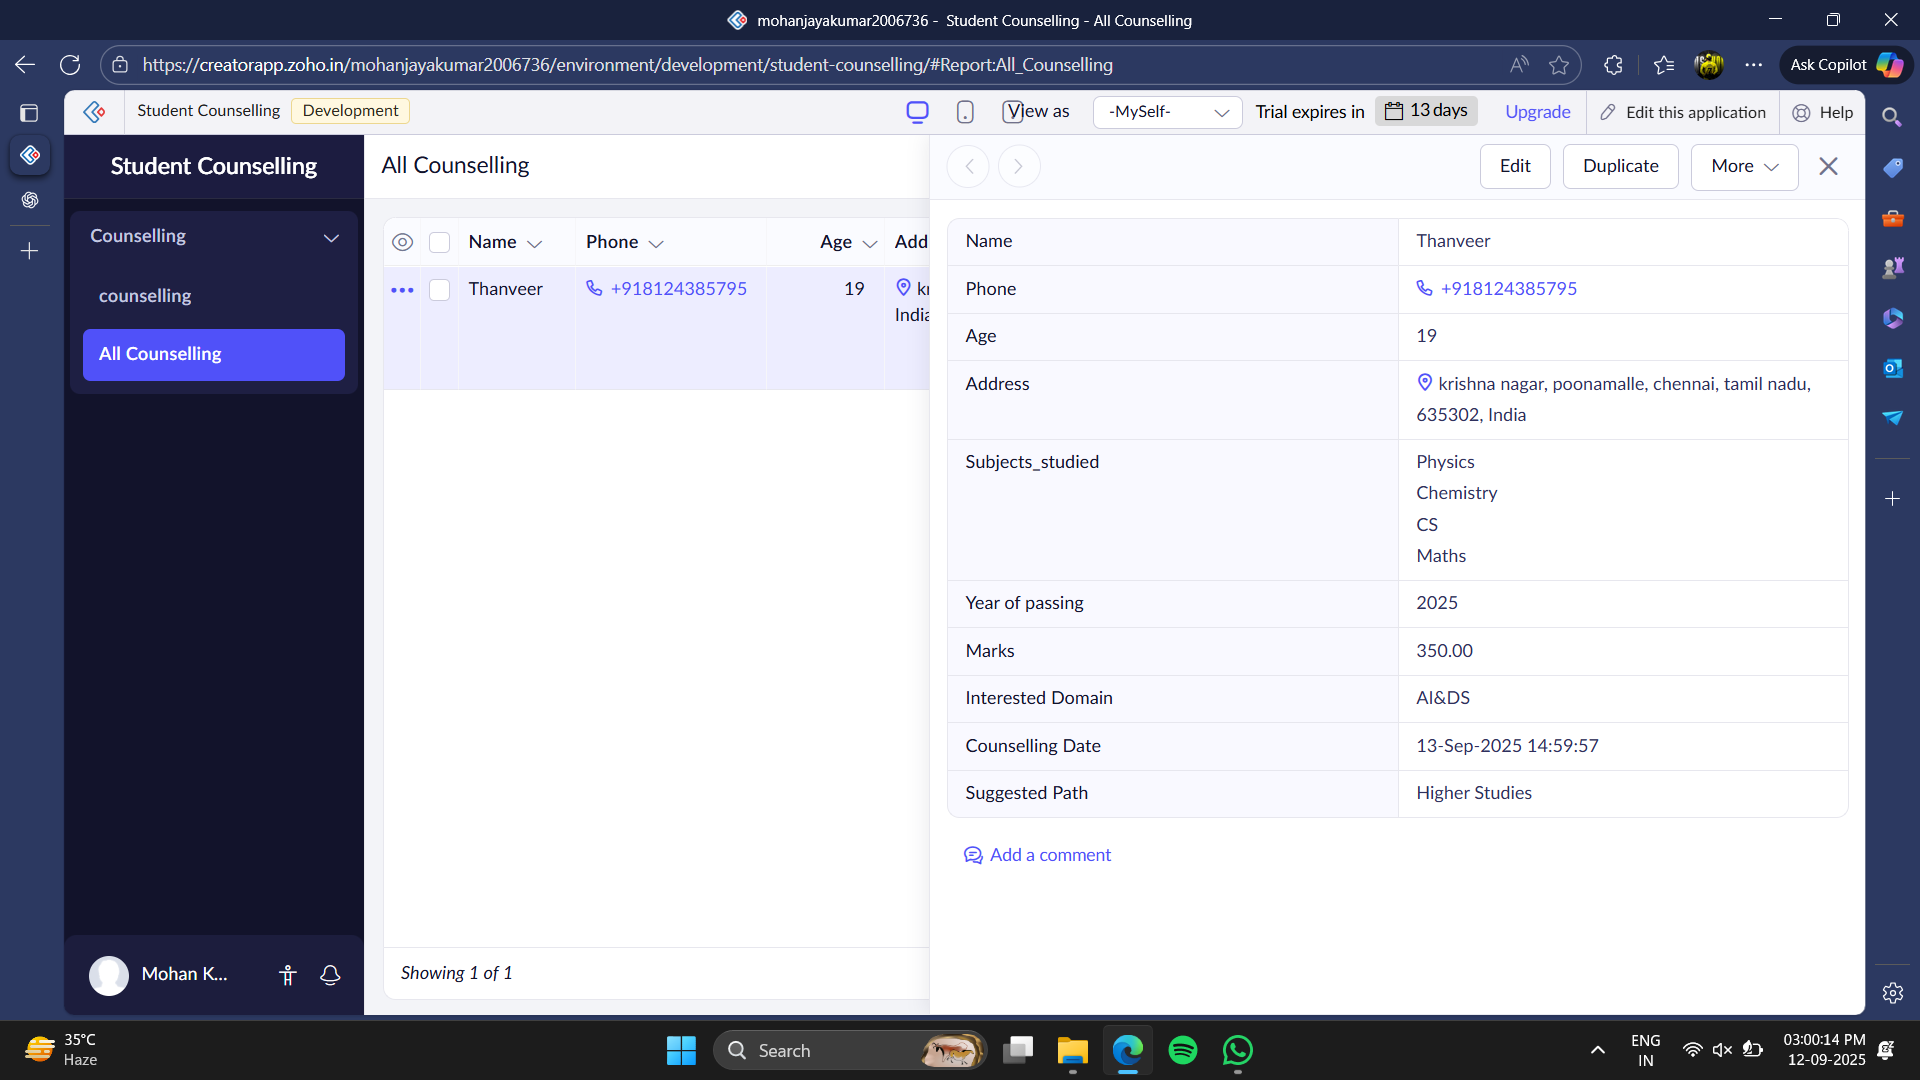 mohanjayakumar2006736 - Student Counselling - All Counselling
https://creatorapp.zoho.in/mohanjayakumar2006736/environment/development/student-counselling/#Report:All_Counselling
Ask Copilot
Student Counselling
Development
View as
-MySelf-
Trial expires in
13 days
Upgrade
Edit this application
Help
Student Counselling
Counselling
counselling
All Counselling
Mohan K...
All Counselling
Name
Phone
Age
Add
Thanveer
+918124385795
19
kr
India
Showing 1 of 1
Edit
Duplicate
More
Name
Thanveer
Phone
+918124385795
Age
19
Address
krishna nagar, poonamalle, chennai, tamil nadu,
635302, India
Subjects_studied
Physics
Chemistry
CS
Maths
Year of passing
2025
Marks
350.00
Interested Domain
AI&DS
Counselling Date
13-Sep-2025 14:59:57
Suggested Path
Higher Studies
Add a comment
35°C
Haze
Search
ENG
IN
03:00:14 PM
12-09-2025